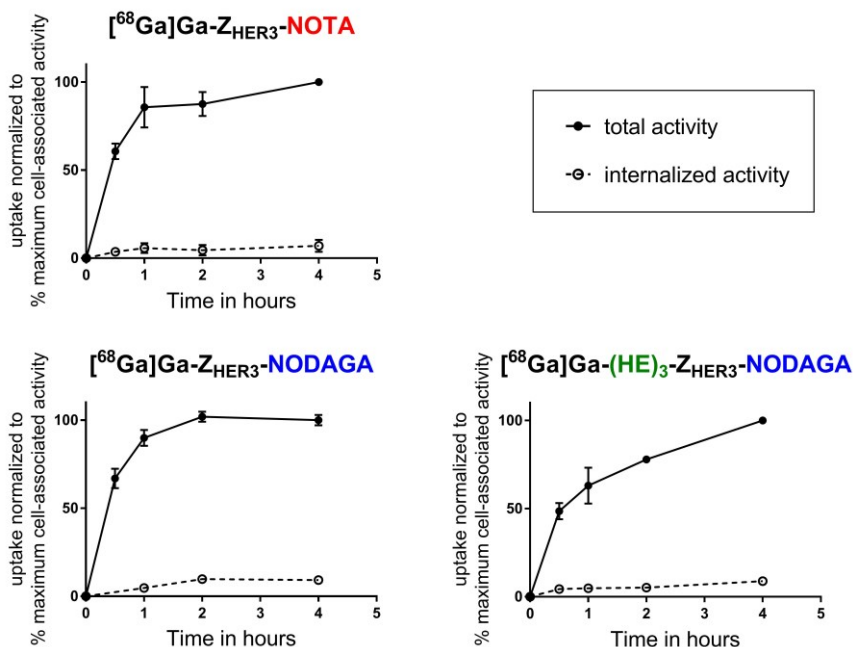 [⁶⁸Ga]Ga-Z_HER3-NOTA
uptake normalized to
% maximum cell-associated activity
100
50
0
0 1 2 3 4 5
Time in hours
total activity
internalized activity
[⁶⁸Ga]Ga-Z_HER3-NODAGA
uptake normalized to
% maximum cell-associated activity
100
50
0
0 1 2 3 4 5
Time in hours
[⁶⁸Ga]Ga-(HE)₃-Z_HER3-NODAGA
uptake normalized to
% maximum cell-associated activity
100
50
0
0 1 2 3 4 5
Time in hours